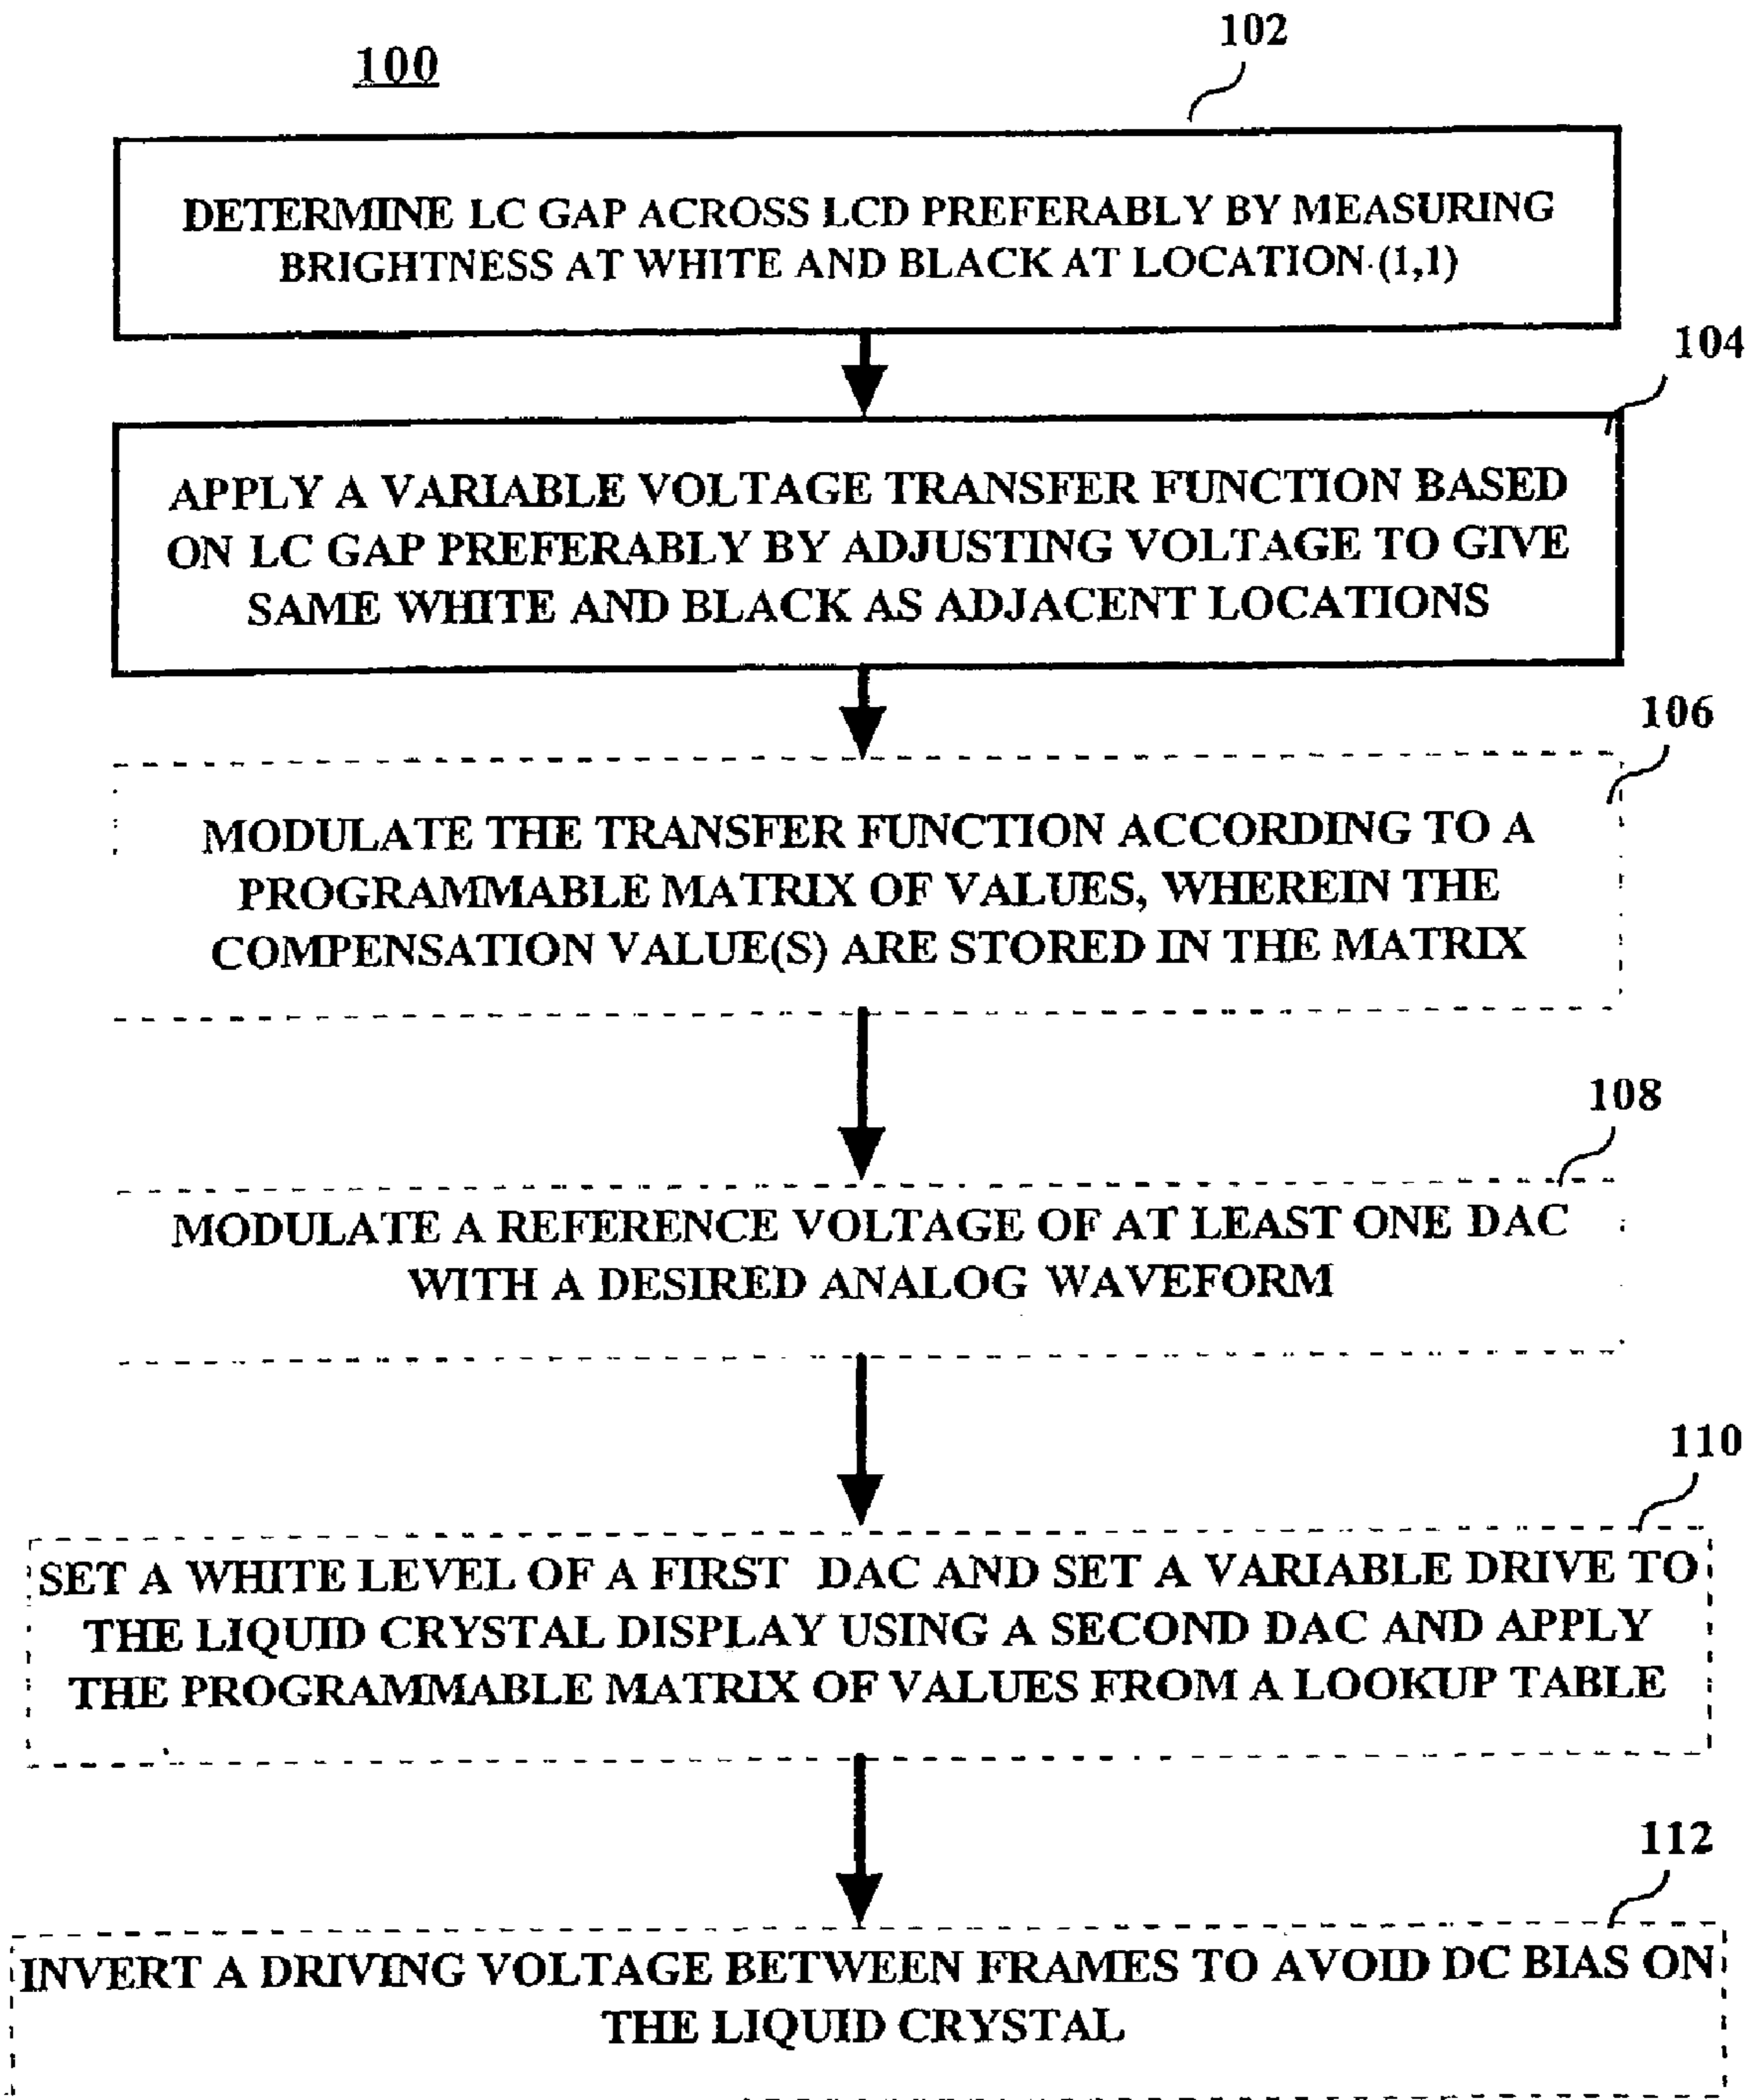 100
102
DETERMINE LC GAP ACROSS LCD PREFERABLY BY MEASURING
BRIGHTNESS AT WHITE AND BLACK AT LOCATION (1,1)
104
APPLY A VARIABLE VOLTAGE TRANSFER FUNCTION BASED
ON LC GAP PREFERABLY BY ADJUSTING VOLTAGE TO GIVE
SAME WHITE AND BLACK AS ADJACENT LOCATIONS
106
MODULATE THE TRANSFER FUNCTION ACCORDING TO A
PROGRAMMABLE MATRIX OF VALUES, WHEREIN THE
COMPENSATION VALUE(S) ARE STORED IN THE MATRIX
108
MODULATE A REFERENCE VOLTAGE OF AT LEAST ONE DAC
WITH A DESIRED ANALOG WAVEFORM
110
SET A WHITE LEVEL OF A FIRST DAC AND SET A VARIABLE DRIVE TO
THE LIQUID CRYSTAL DISPLAY USING A SECOND DAC AND APPLY
THE PROGRAMMABLE MATRIX OF VALUES FROM A LOOKUP TABLE
112
INVERT A DRIVING VOLTAGE BETWEEN FRAMES TO AVOID DC BIAS ON
THE LIQUID CRYSTAL